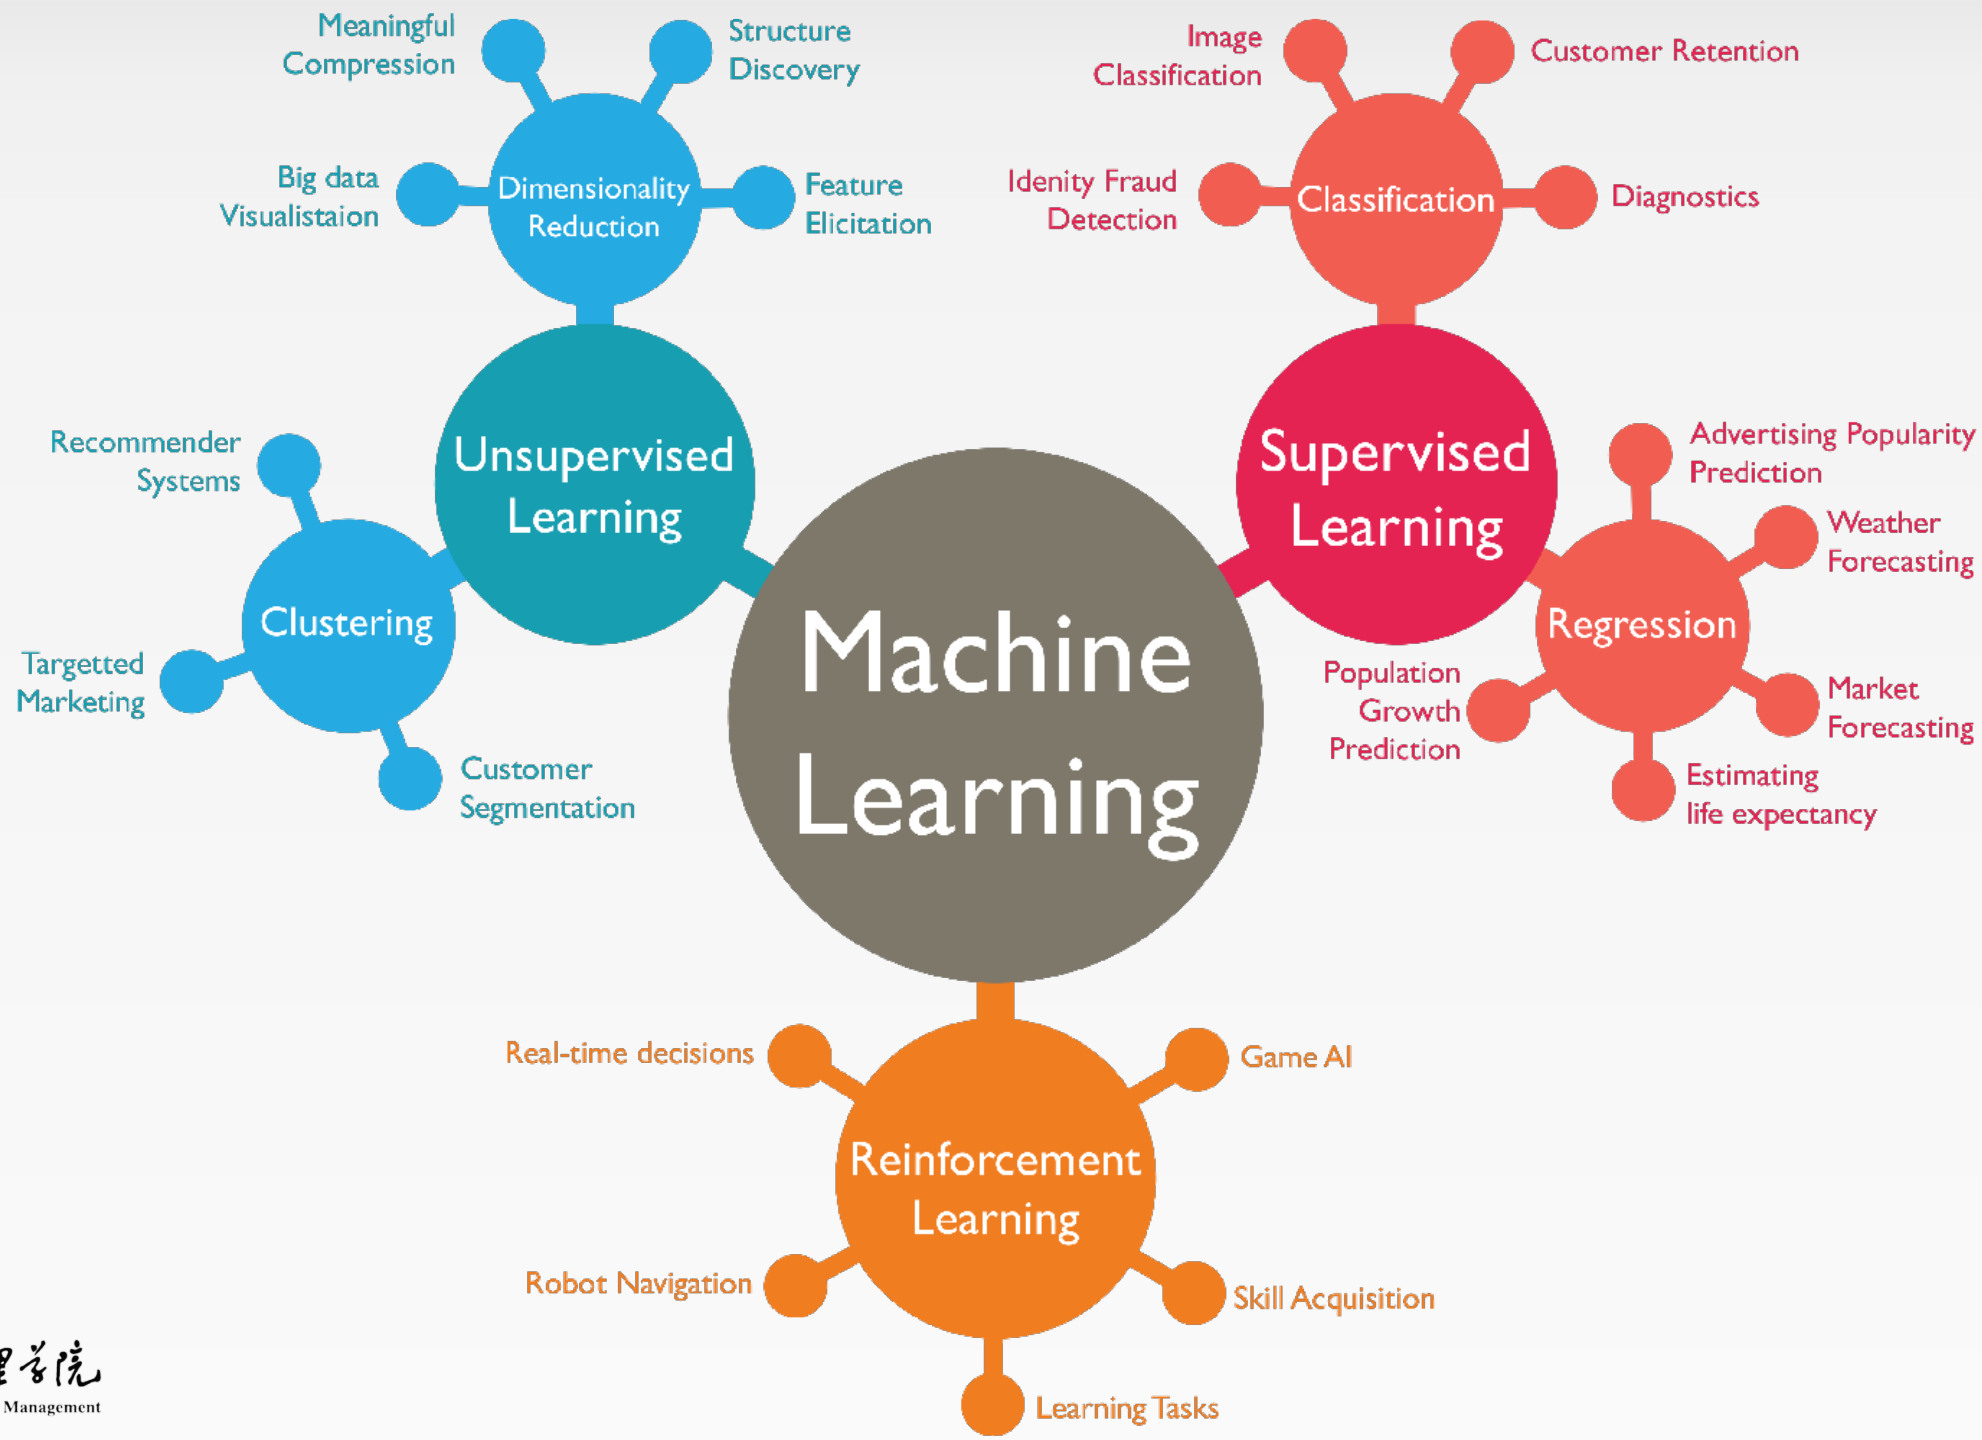 Meaningful
Compression
Structure
Discovery
Big data
Visualistaion
Dimensionality
Reduction
Feature
Elicitation
Image
Classification
Customer Retention
Idenity Fraud
Detection
Classification
Diagnostics
Unsupervised
Learning
Supervised
Learning
Recommender
Systems
Clustering
Targetted
Marketing
Customer
Segmentation
Advertising Popularity
Prediction
Weather
Forecasting
Regression
Population
Growth
Prediction
Market
Forecasting
Estimating
life expectancy
Machine
Learning
Real-time decisions
Game AI
Reinforcement
Learning
Robot Navigation
Skill Acquisition
Learning Tasks
理学院
Management